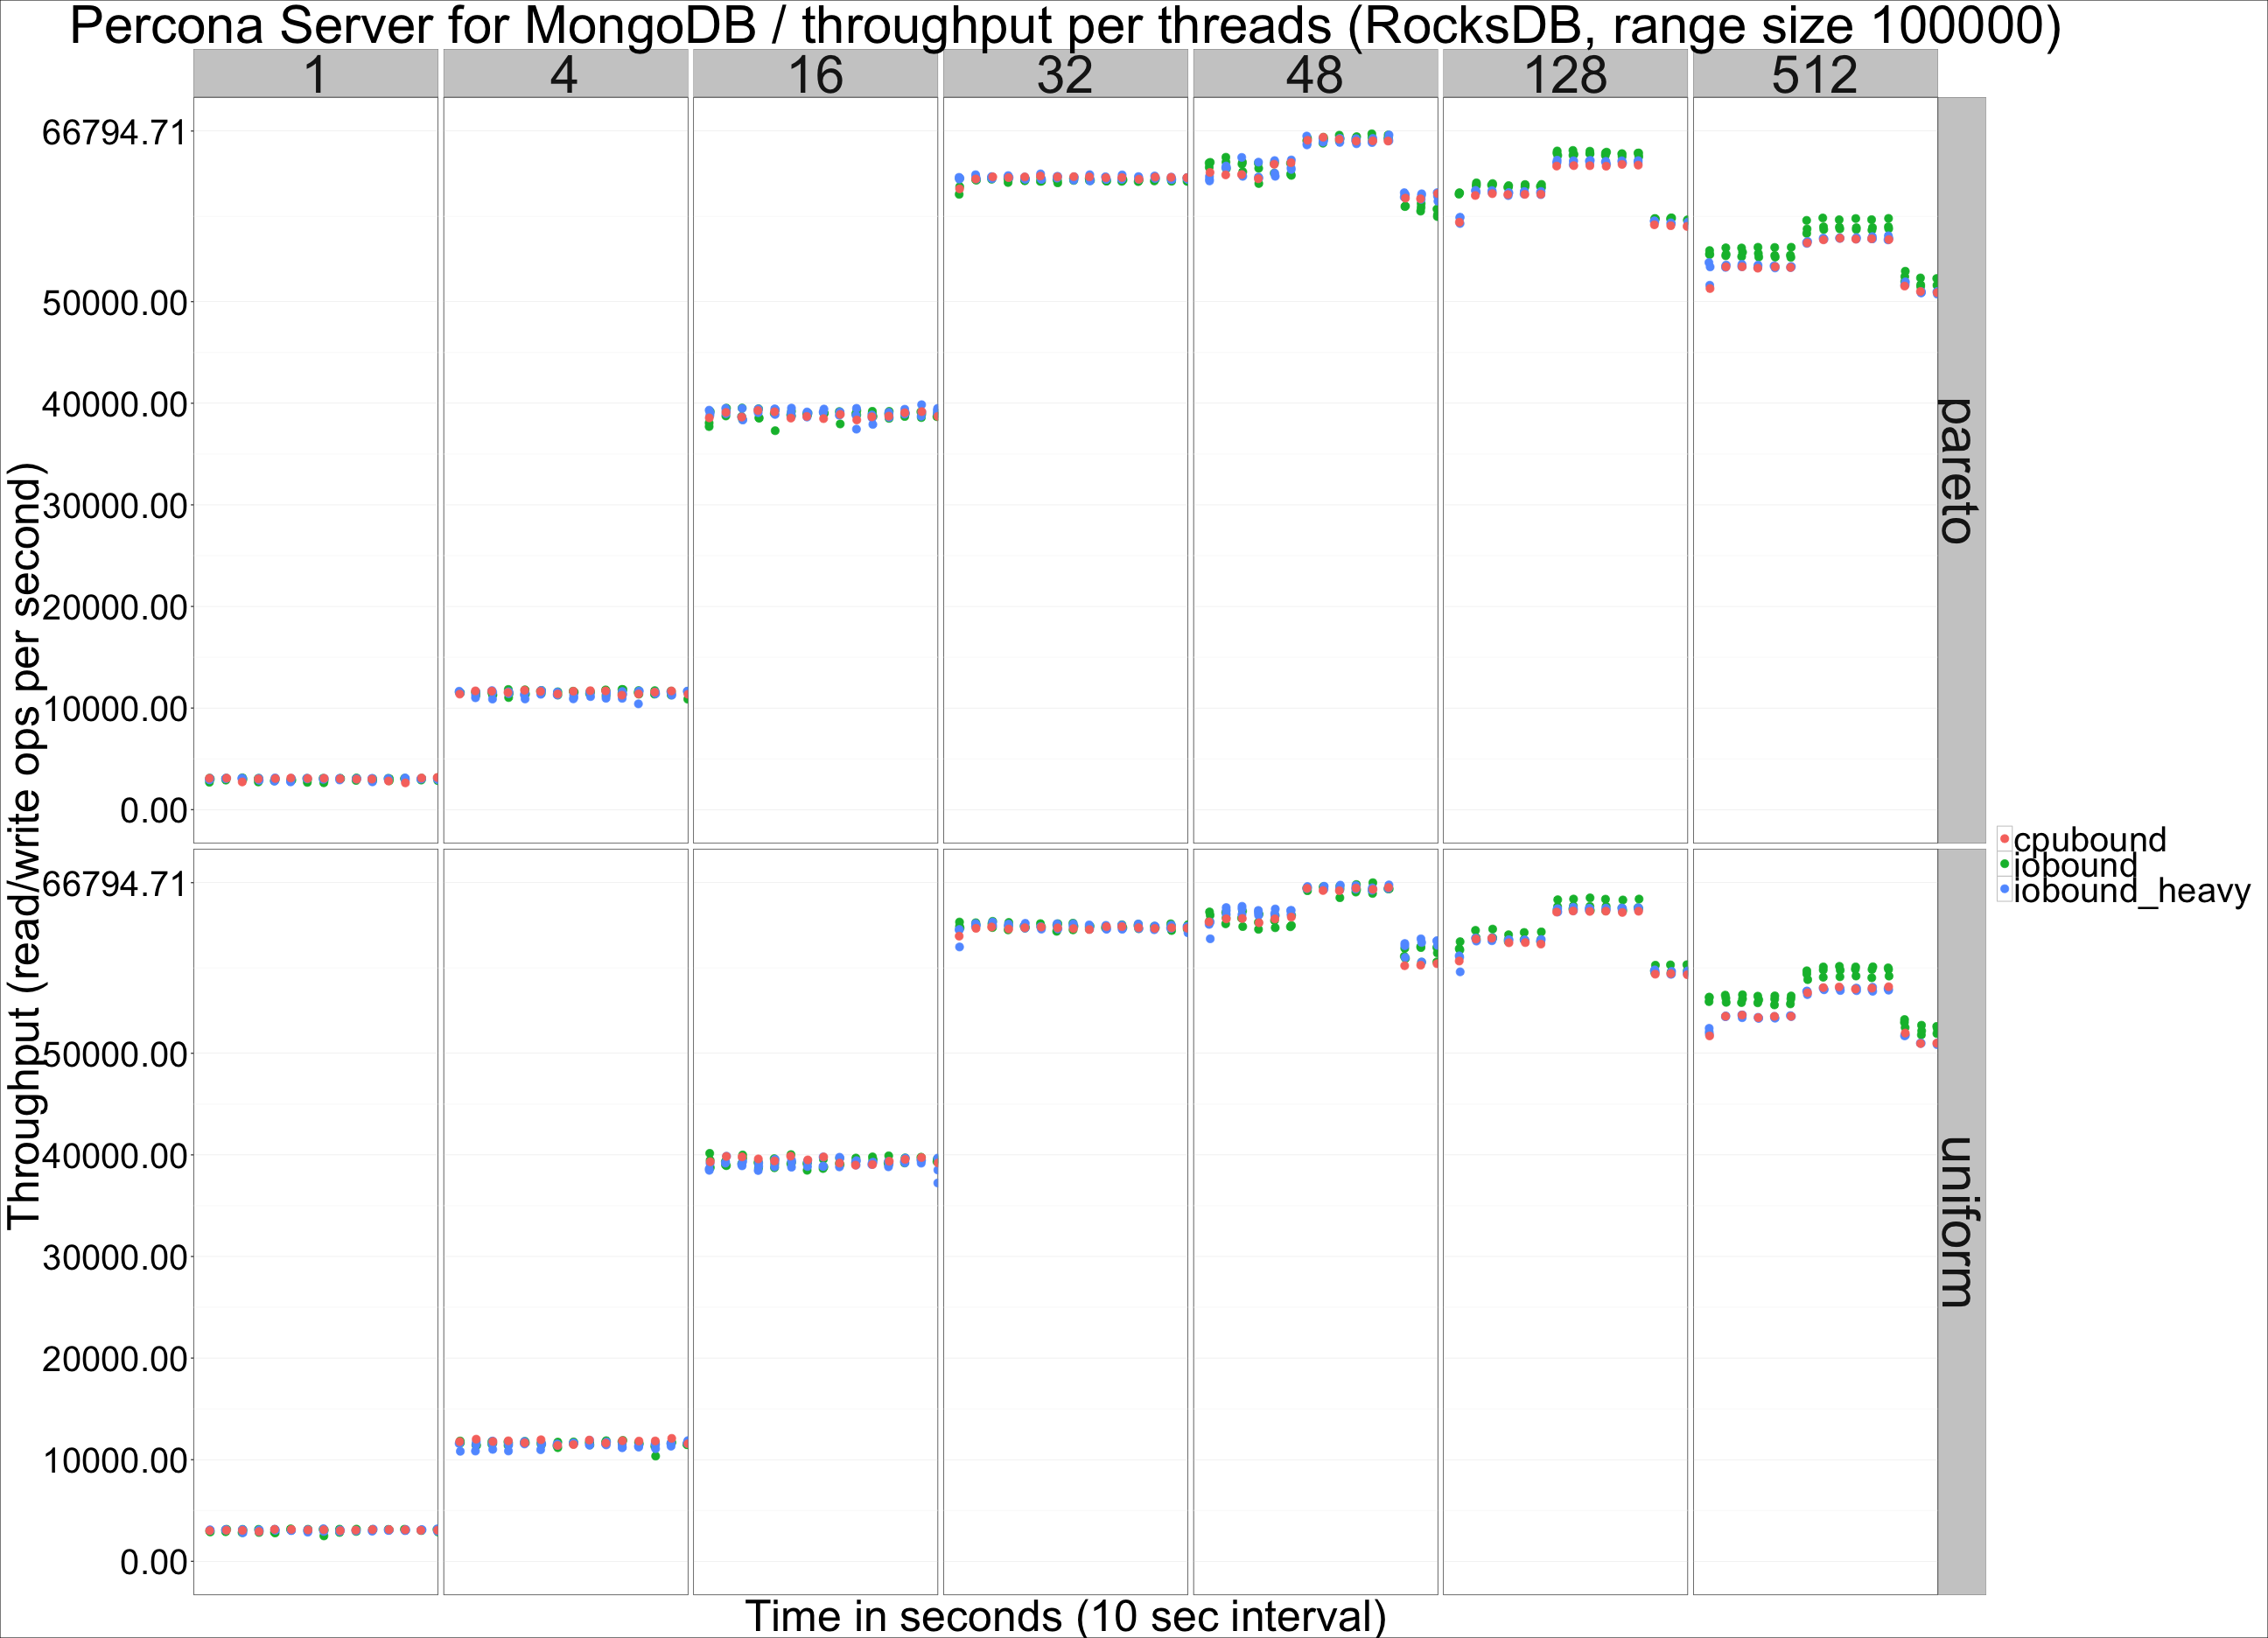 Percona Server for MongoDB / throughput per threads (RocksDB, range size 100000)
1 4 16 32 48 128 512
66794.71
50000.00
40000.00
30000.00
20000.00
10000.00
0.00
pareto
66794.71
50000.00
40000.00
30000.00
20000.00
10000.00
0.00
uniform
Throughput (read/write ops per second)
Time in seconds (10 sec interval)
cpubound
iobound
iobound_heavy